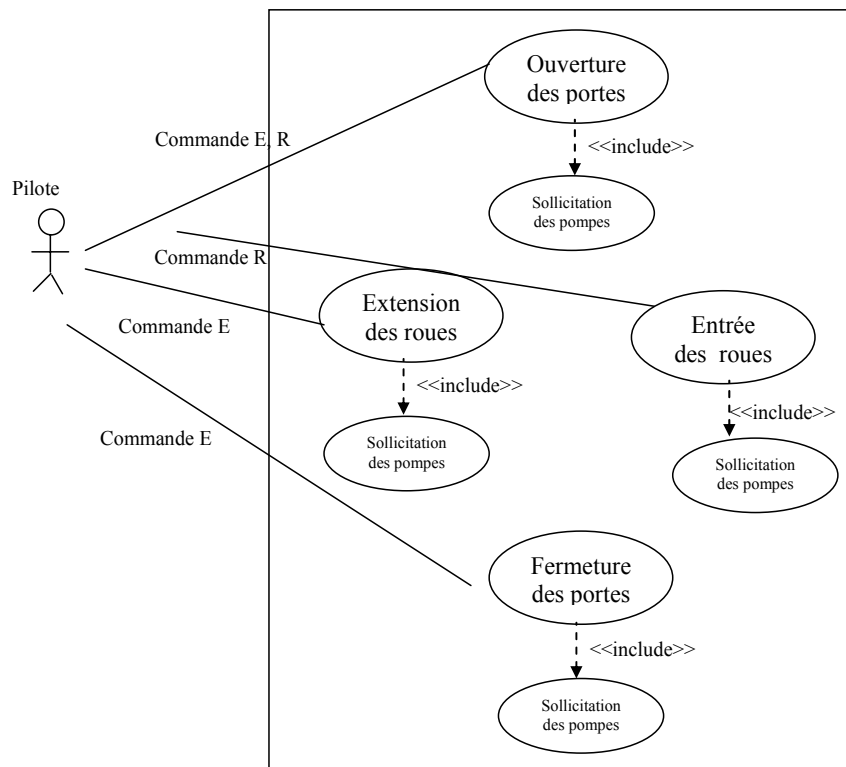 Ouverture
des portes
Commande E, R
<<include>>
Pilote
Sollicitation
des pompes
Commande R
Extension
des roues
Entrée
des roues
Commande E
<<include>>
<<include>>
Commande E
Sollicitation
des pompes
Sollicitation
des pompes
Fermeture
des portes
<<include>>
Sollicitation
des pompes